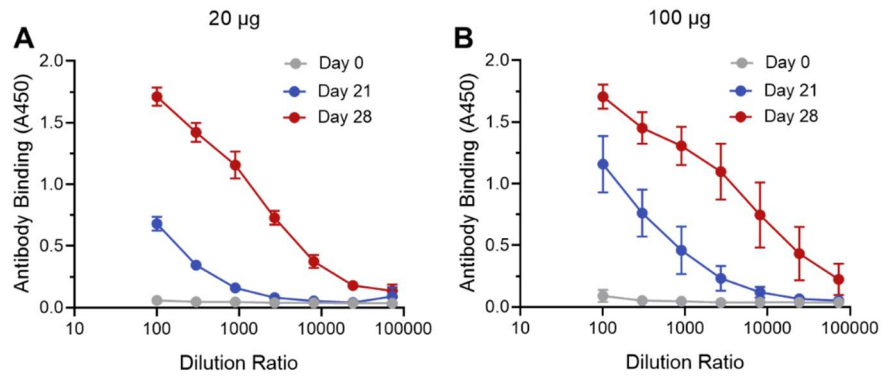 20 µg
A
2.0
1.5
1.0
0.5
0.0
Antibody Binding (A450)
Day 0
Day 21
Day 28
10 100 1000 10000 100000
Dilution Ratio
100 µg
B
2.0
1.5
1.0
0.5
0.0
Antibody Binding (A450)
Day 0
Day 21
Day 28
10 100 1000 10000 100000
Dilution Ratio